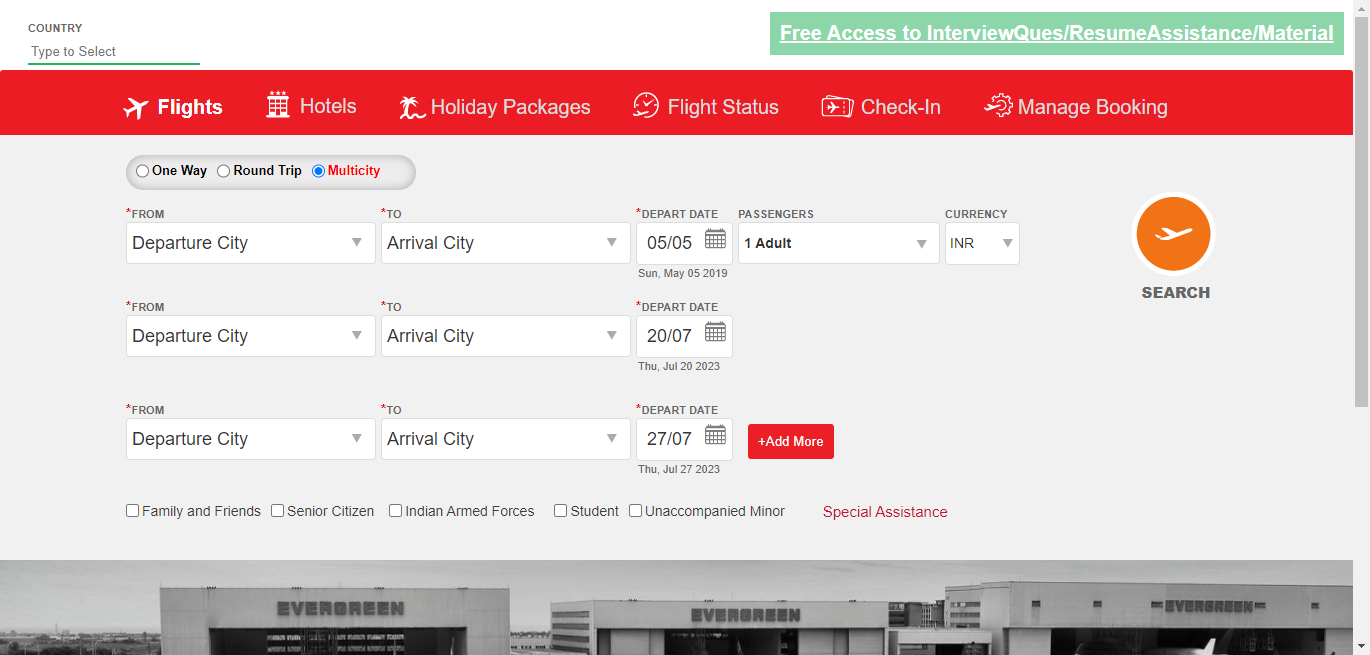 COUNTRY
Type to Select
Free Access to InterviewQues/ResumeAssistance/Material
Flights Hotels Holiday Packages Flight Status Check-In Manage Booking
One Way Round Trip Multicity
*FROM *TO *DEPART DATE PASSENGERS CURRENCY
Departure City Arrival City 05/05 1 Adult INR
Sun, May 05 2019
SEARCH
*FROM *TO *DEPART DATE
Departure City Arrival City 20/07
Thu, Jul 20 2023
*FROM *TO *DEPART DATE
Departure City Arrival City 27/07 +Add More
Thu, Jul 27 2023
Family and Friends Senior Citizen Indian Armed Forces Student Unaccompanied Minor Special Assistance
EVERGREEN EVERGREEN EVERGREEN